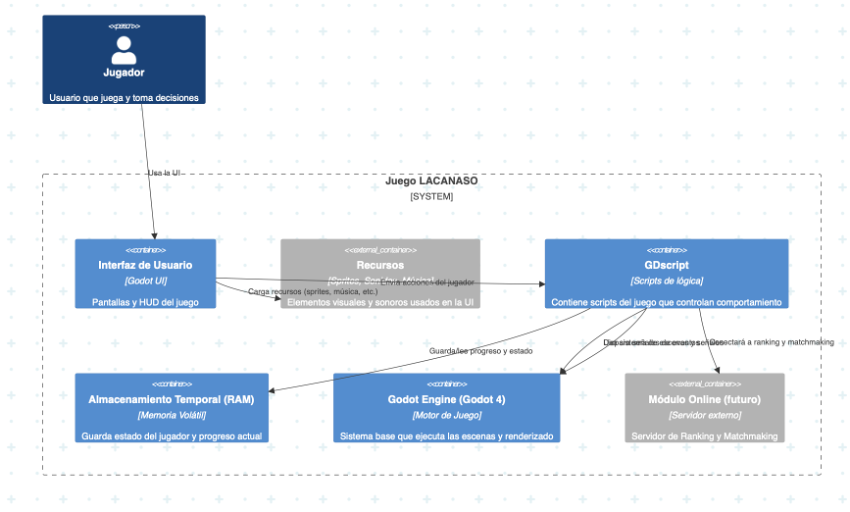 <<person>>
Jugador
Usuario que juega y toma decisiones
Usa la UI
Juego LACANASO
[SYSTEM]
<<container>>
Interfaz de Usuario
[Godot UI]
Pantallas y HUD del juego
<<external_container>>
Recursos
[Sprites, Música]
Elementos visuales y sonoros usados en la UI
<<container>>
GDscript
[Scripts de lógica]
Contiene scripts del juego que controlan comportamiento
Envía acciones del jugador
Carga recursos (sprites, música, etc.)
Guarda/lee progreso y estado
Conectará a ranking y matchmaking
<<container>>
Almacenamiento Temporal (RAM)
[Memoria Volátil]
Guarda estado del jugador y progreso actual
<<container>>
Godot Engine (Godot 4)
[Motor de Juego]
Sistema base que ejecuta las escenas y renderizado
<<external_container>>
Módulo Online (futuro)
[Servidor externo]
Servidor de Ranking y Matchmaking